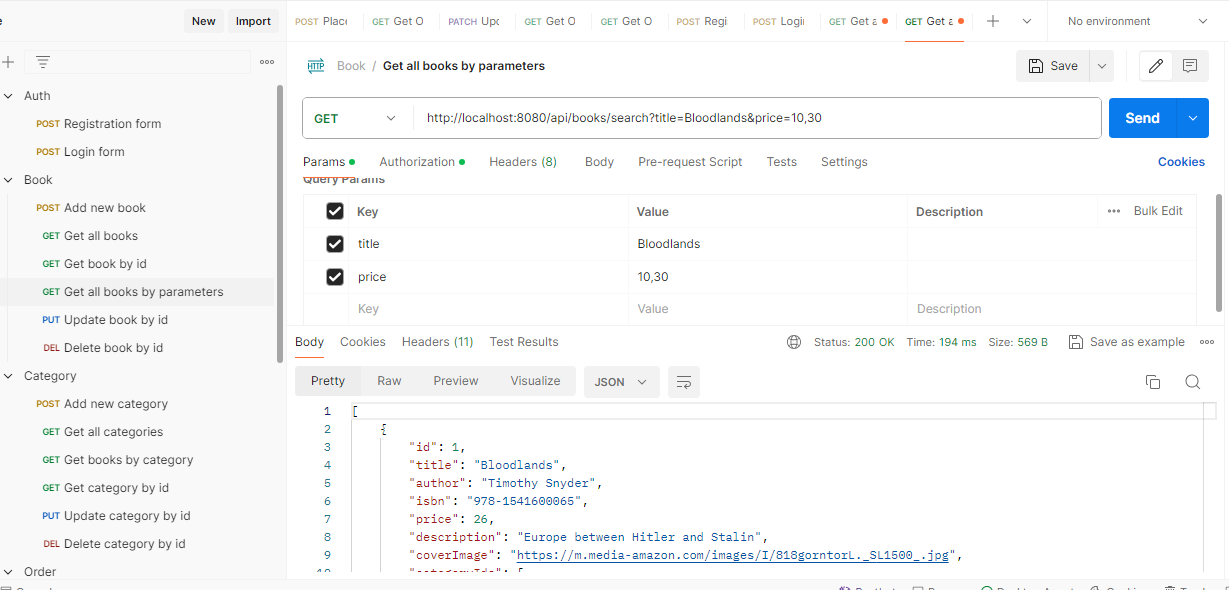 New Import
POST Place GET Get O PATCH Upc GET Get O GET Get O POST Regi POST Logi GET Get a GET Get a No environment
HTTP Book / Get all books by parameters Save
GET http://localhost:8080/api/books/search?title=Bloodlands&price=10,30 Send
Params Authorization Headers (8) Body Pre-request Script Tests Settings Cookies
Query Params
Key Value Description Bulk Edit
title Bloodlands
price 10,30
Key Value Description
Auth
POST Registration form
POST Login form
Book
POST Add new book
GET Get all books
GET Get book by id
GET Get all books by parameters
PUT Update book by id
DEL Delete book by id
Category
POST Add new category
GET Get all categories
GET Get books by category
GET Get category by id
PUT Update category by id
DEL Delete category by id
Order
Body Cookies Headers (11) Test Results Status: 200 OK Time: 194 ms Size: 569 B Save as example
Pretty Raw Preview Visualize JSON
1 [
2 {
3 "id": 1,
4 "title": "Bloodlands",
5 "author": "Timothy Snyder",
6 "isbn": "978-1541600065",
7 "price": 26,
8 "description": "Europe between Hitler and Stalin",
9 "coverImage": "https://m.media-amazon.com/images/I/818gorntorL._SL1500_.jpg",
10 "categoryIds": [